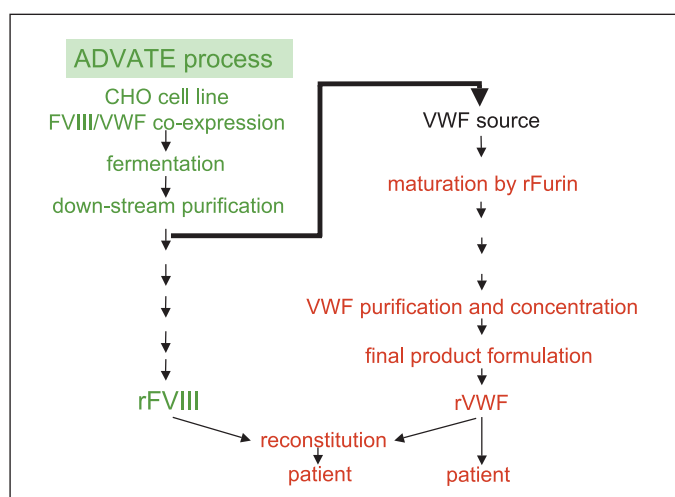 ADVATE process
CHO cell line
FVIII/VWF co-expression
fermentation
down-stream purification
rFVIII
VWF source
maturation by rFurin
VWF purification and concentration
final product formulation
rVWF
reconstitution
patient
patient